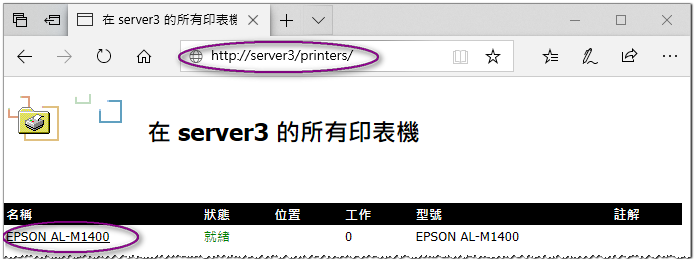 在 server3 的所有印表機
http://server3/printers/
在 server3 的所有印表機
名稱 狀態 位置 工作 型號 註解
EPSON AL-M1400 就緒 0 EPSON AL-M1400